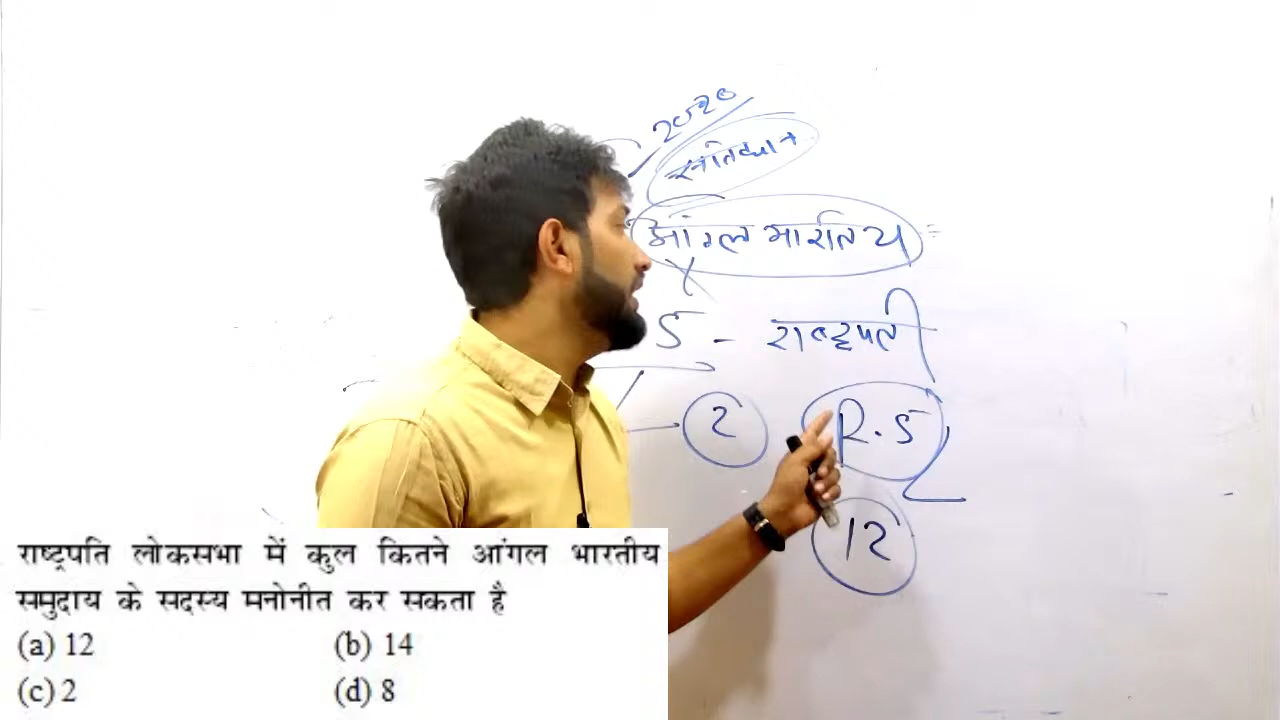 2020
संविधान
आंग्ल भारतिय =
5 - राष्ट्रपती
2
R.S
12
राष्ट्रपति लोकसभा में कुल कितने आंगल भारतीय
समुदाय के सदस्य मनोनीत कर सकता है
(a) 12 (b) 14
(c) 2 (d) 8